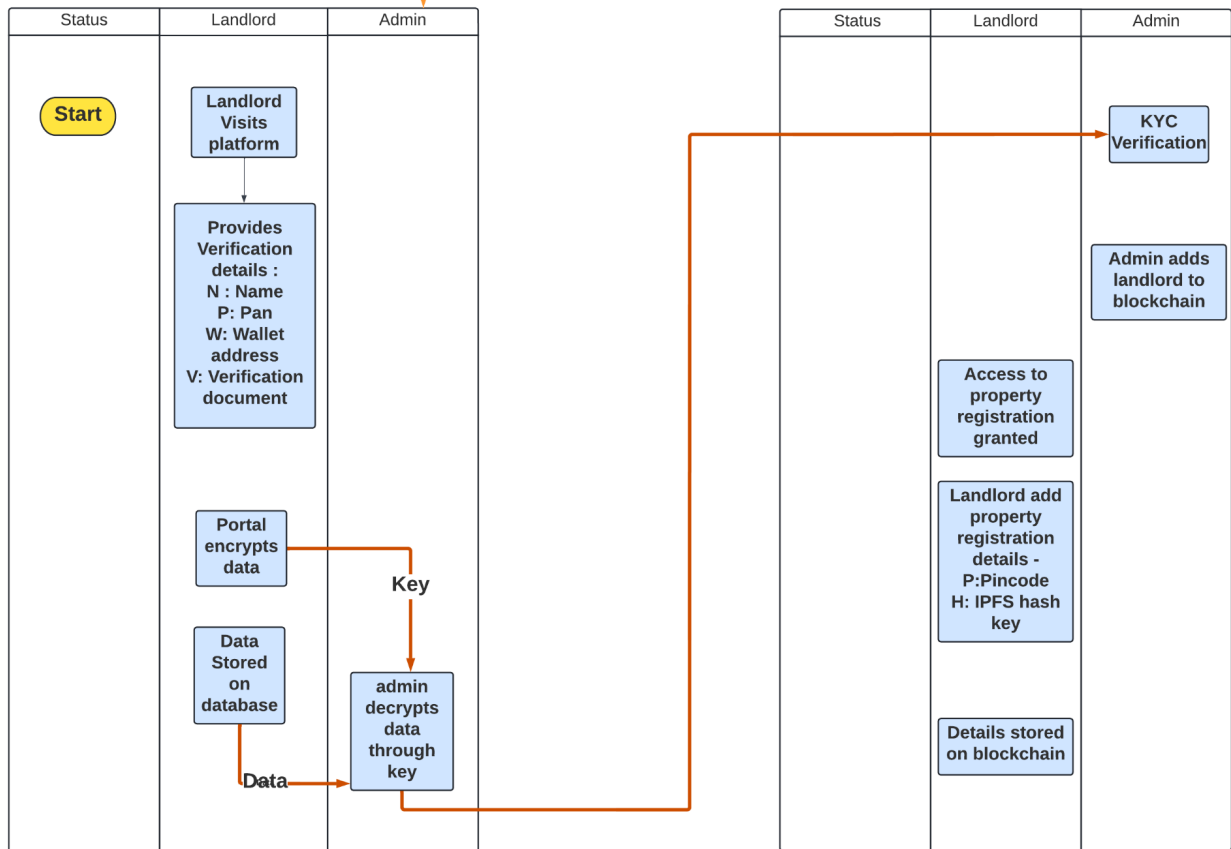 Status
Landlord
Admin
Start
Landlord
Visits
platform
Provides
Verification
details :
N : Name
P: Pan
W: Wallet
address
V: Verification
document
Portal
encrypts
data
Key
Data
Stored
on
database
admin
decrypts
data
through
key
Data
Status
Landlord
Admin
KYC
Verification
Admin adds
landlord to
blockchain
Access to
property
registration
granted
Landlord add
property
registration
details -
P:Pincode
H: IPFS hash
key
Details stored
on blockchain